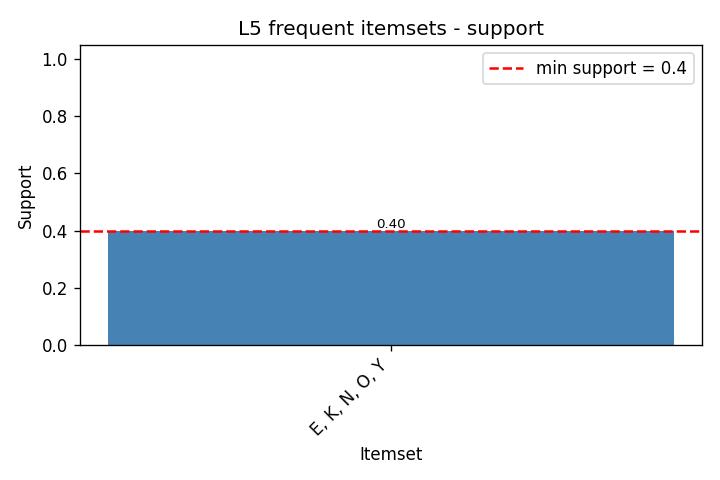 L5 frequent itemsets - support
min support = 0.4
1.0
0.8
0.6
0.4
0.2
0.0
Support
0.40
E, K, N, O, Y
Itemset